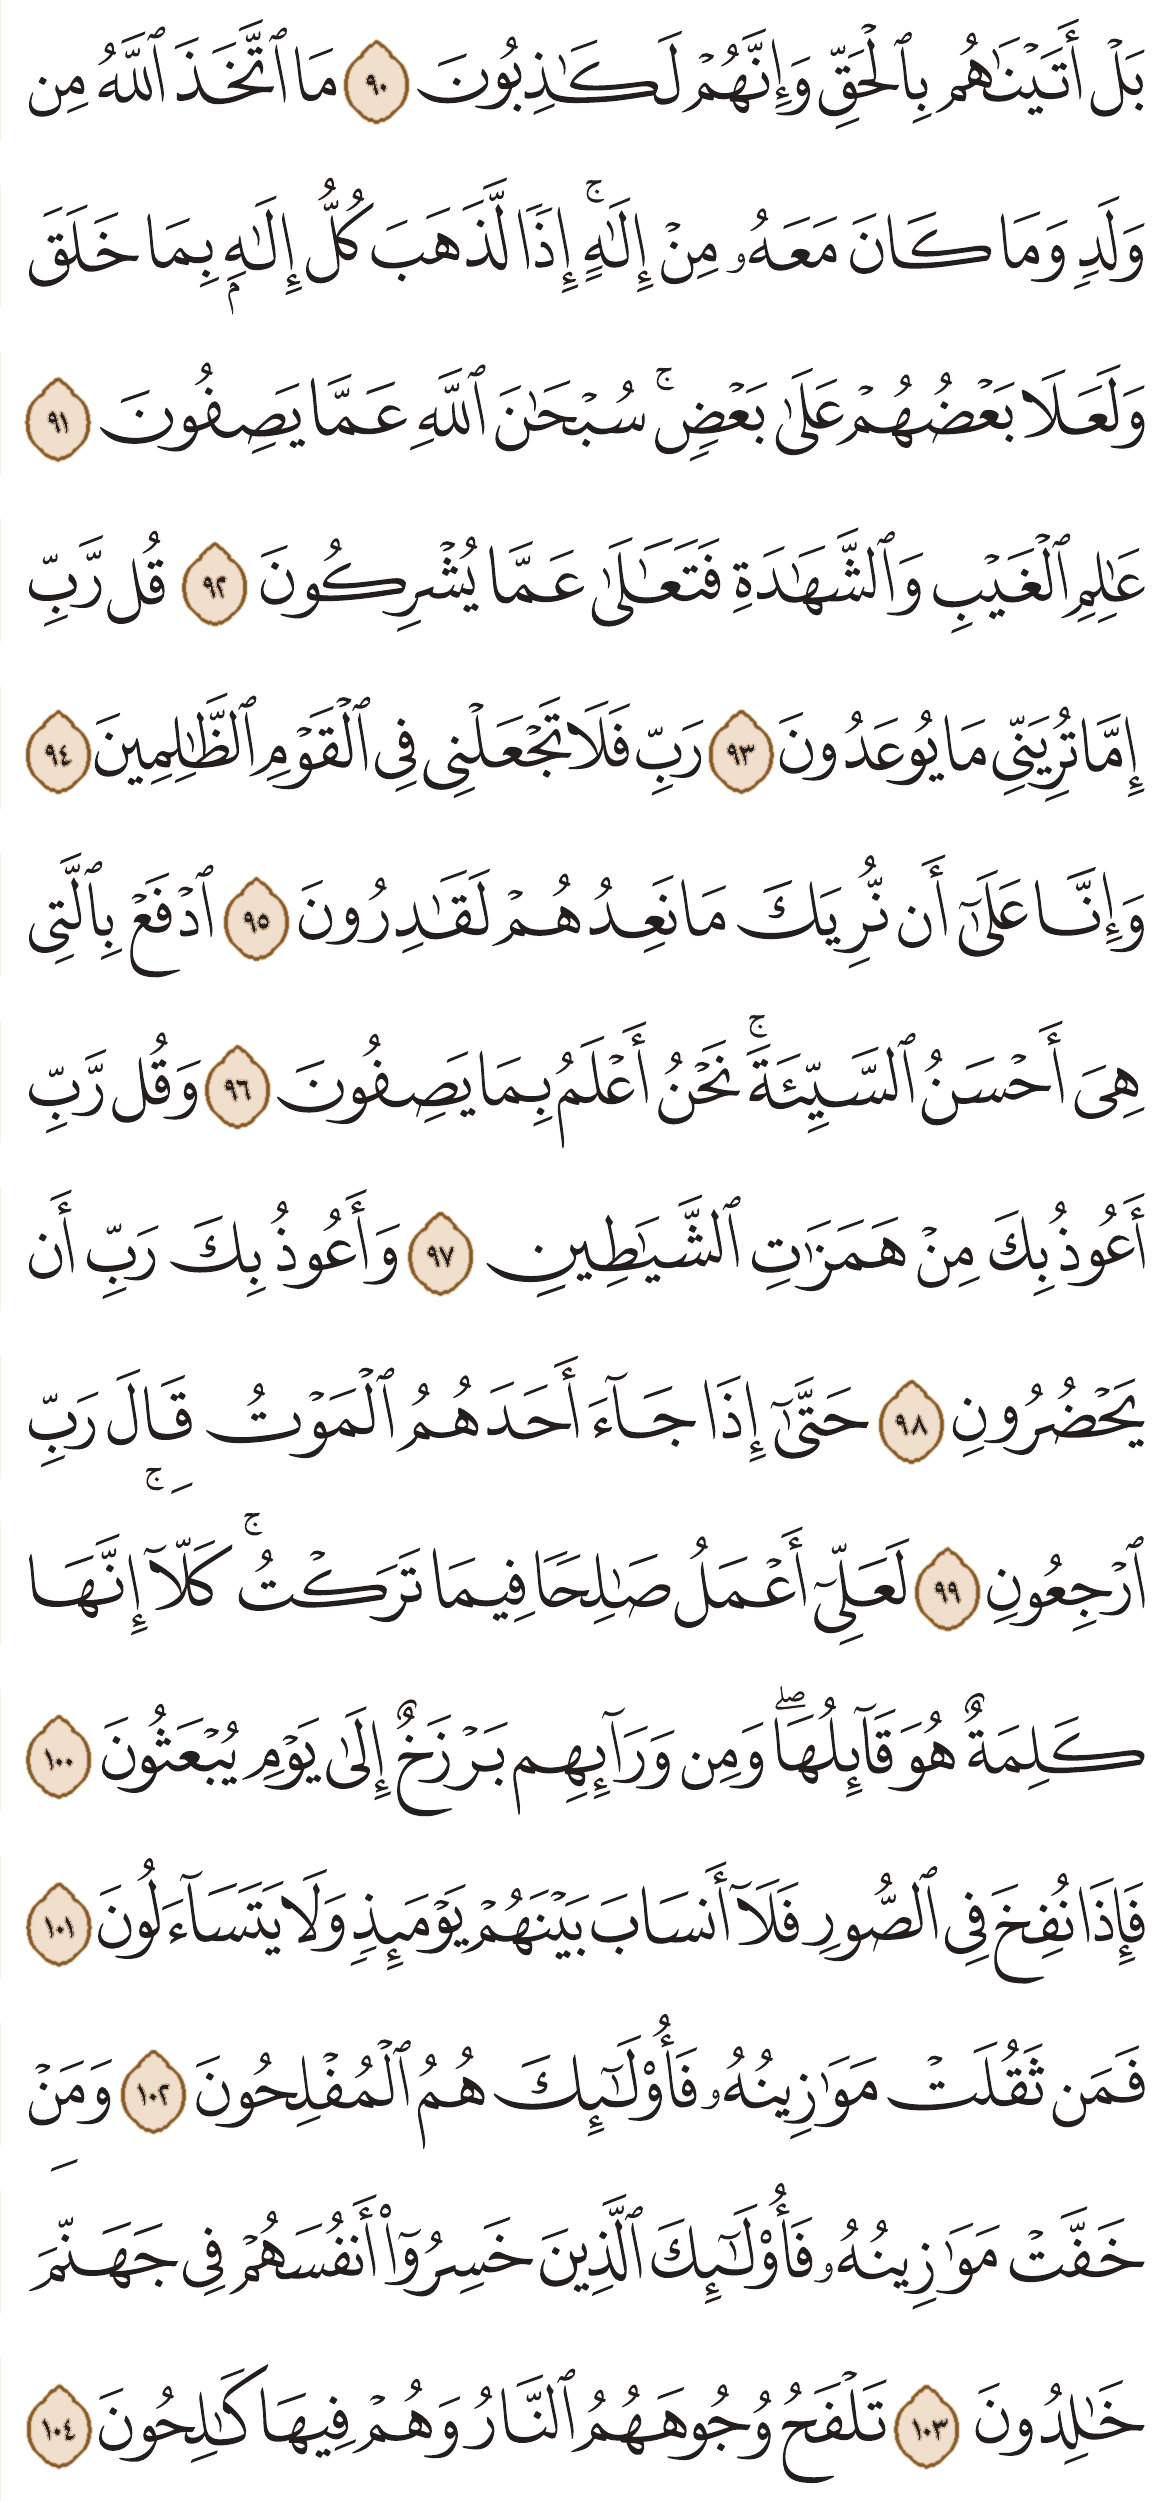 بَلْ أَتَيْنَـٰهُم بِٱلْحَقِّ وَإِنَّهُمْ لَكَـٰذِبُونَ ٩٠ مَا ٱتَّخَذَ ٱللَّهُ مِن
وَلَدٍ وَمَا كَانَ مَعَهُۥ مِنْ إِلَـٰهٍ ۚ إِذًا لَّذَهَبَ كُلُّ إِلَـٰهٍۭ بِمَا خَلَقَ
وَلَعَلَا بَعْضُهُمْ عَلَىٰ بَعْضٍ ۚ سُبْحَـٰنَ ٱللَّهِ عَمَّا يَصِفُونَ ٩١
عَـٰلِمِ ٱلْغَيْبِ وَٱلشَّهَـٰدَةِ فَتَعَـٰلَىٰ عَمَّا يُشْرِكُونَ ٩٢ قُل رَّبِّ
إِمَّا تُرِيَنِّى مَا يُوعَدُونَ ٩٣ رَبِّ فَلَا تَجْعَلْنِى فِى ٱلْقَوْمِ ٱلظَّـٰلِمِينَ ٩٤
وَإِنَّا عَلَىٰٓ أَن نُّرِيَكَ مَا نَعِدُهُمْ لَقَـٰدِرُونَ ٩٥ ٱدْفَعْ بِٱلَّتِى
هِىَ أَحْسَنُ ٱلسَّيِّئَةَ ۚ نَحْنُ أَعْلَمُ بِمَا يَصِفُونَ ٩٦ وَقُل رَّبِّ
أَعُوذُ بِكَ مِنْ هَمَزَٰتِ ٱلشَّيَـٰطِينِ ٩٧ وَأَعُوذُ بِكَ رَبِّ أَن
يَحْضُرُونِ ٩٨ حَتَّىٰٓ إِذَا جَآءَ أَحَدَهُمُ ٱلْمَوْتُ قَالَ رَبِّ
ٱرْجِعُونِ ٩٩ لَعَلِّىٓ أَعْمَلُ صَـٰلِحًا فِيمَا تَرَكْتُ ۚ كَلَّآ ۚ إِنَّهَا
كَلِمَةٌ هُوَ قَآئِلُهَا ۖ وَمِن وَرَآئِهِم بَرْزَخٌ إِلَىٰ يَوْمِ يُبْعَثُونَ ١٠٠
فَإِذَا نُفِخَ فِى ٱلصُّورِ فَلَآ أَنسَابَ بَيْنَهُمْ يَوْمَئِذٍ وَلَا يَتَسَآءَلُونَ ١٠١
فَمَن ثَقُلَتْ مَوَٰزِينُهُۥ فَأُو۟لَـٰٓئِكَ هُمُ ٱلْمُفْلِحُونَ ١٠٢ وَمَنْ
خَفَّتْ مَوَٰزِينُهُۥ فَأُو۟لَـٰٓئِكَ ٱلَّذِينَ خَسِرُوٓا۟ أَنفُسَهُمْ فِى جَهَنَّمَ
خَـٰلِدُونَ ١٠٣ تَلْفَحُ وُجُوهَهُمُ ٱلنَّارُ وَهُمْ فِيهَا كَـٰلِحُونَ ١٠٤